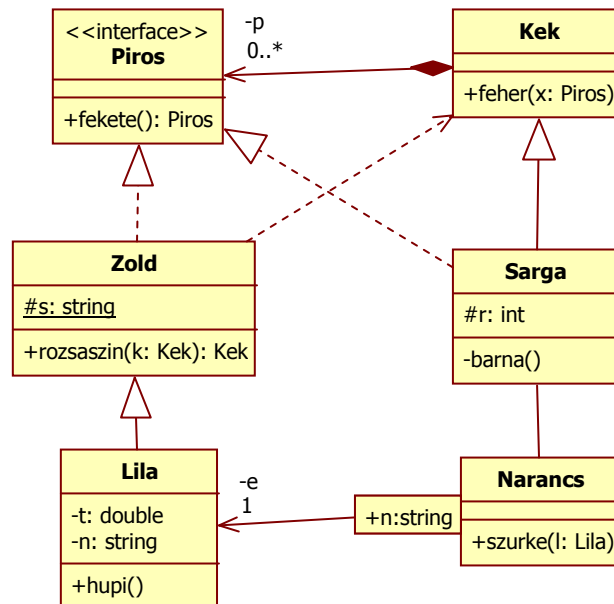 <<interface>>
Piros
+fekete(): Piros
-p
0..*
Kek
+feher(x: Piros)
Zold
#s: string
+rozsaszin(k: Kek): Kek
Sarga
#r: int
-barna()
Lila
-t: double
-n: string
+hupi()
-e
1
+n:string
Narancs
+szurke(l: Lila)